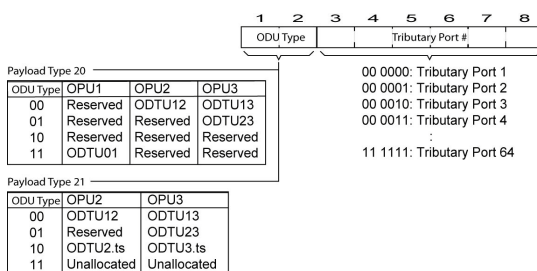 1 2 3 4 5 6 7 8
ODU Type Tributary Port #
Payload Type 20
ODU Type OPU1 OPU2 OPU3
00 Reserved ODTU12 ODTU13
01 Reserved Reserved ODTU23
10 Reserved Reserved Reserved
11 ODTU01 Reserved Reserved
00 0000: Tributary Port 1
00 0001: Tributary Port 2
00 0010: Tributary Port 3
00 0011: Tributary Port 4
:
11 1111: Tributary Port 64
Payload Type 21
ODU Type OPU2 OPU3
00 ODTU12 ODTU13
01 Reserved ODTU23
10 ODTU2.ts ODTU3.ts
11 Unallocated Unallocated